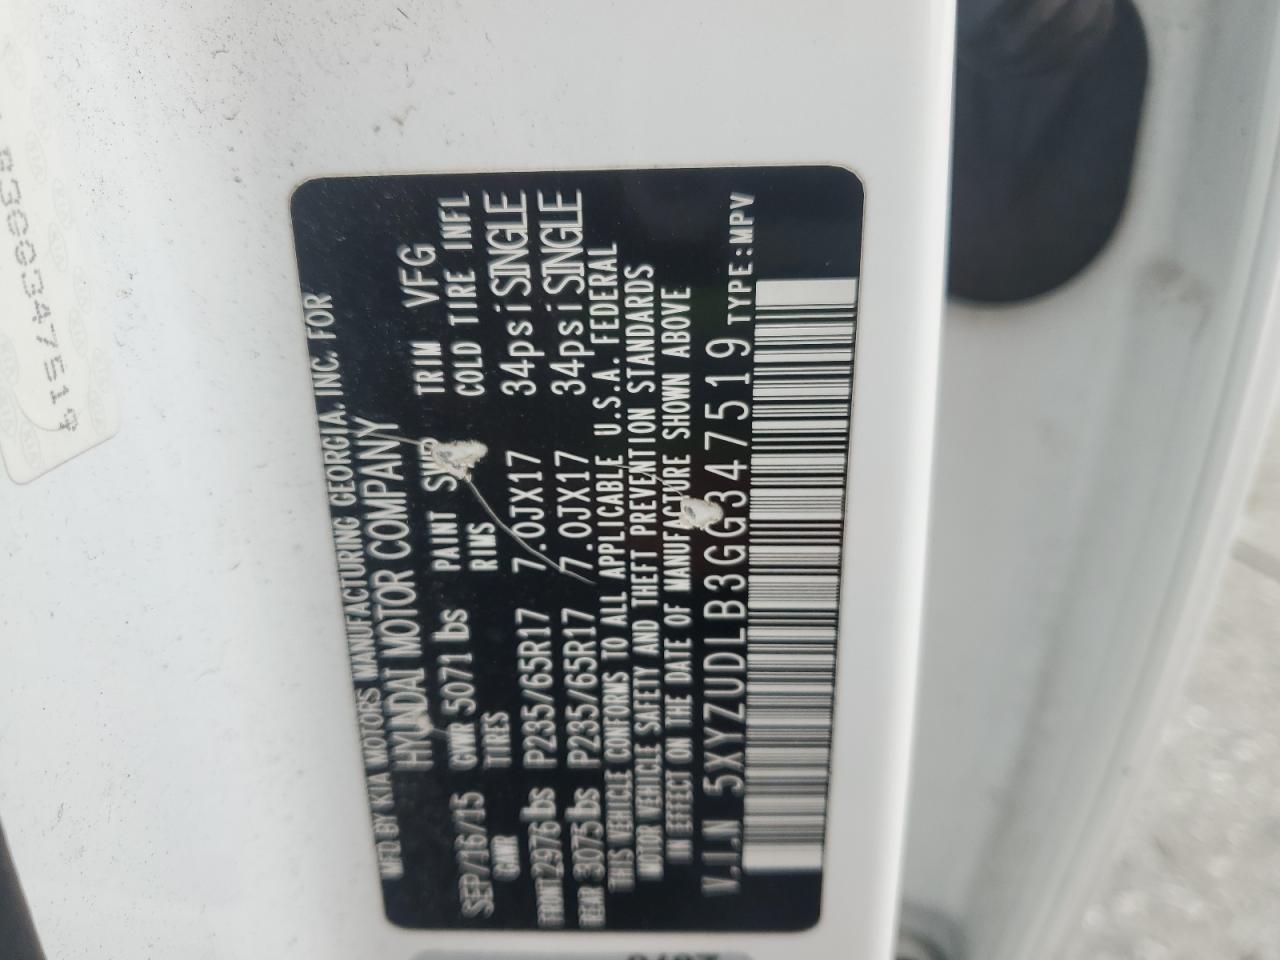 MFD BY KIA MOTORS MANUFACTURING GEORGIA. INC. FOR
HYUNDAI MOTOR COMPANY
SEP/16/15 GVWR 5071 lbs PAINT TRIM VFG
GAWR TIRES RIMS COLD TIRE INFL
FRONT 2976 lbs P235/65R17 7.0JX17 34psi SINGLE
REAR 3075 lbs P235/65R17 7.0JX17 34psi SINGLE
THIS VEHICLE CONFORMS TO ALL APPLICABLE U.S.A. FEDERAL
MOTOR VEHICLE SAFETY AND THEFT PREVENTION STANDARDS
IN EFFECT ON THE DATE OF MANUFACTURE SHOWN ABOVE
V.I.N 5XYZUDLB3GG347519 TYPE:MPV
B3GG347519